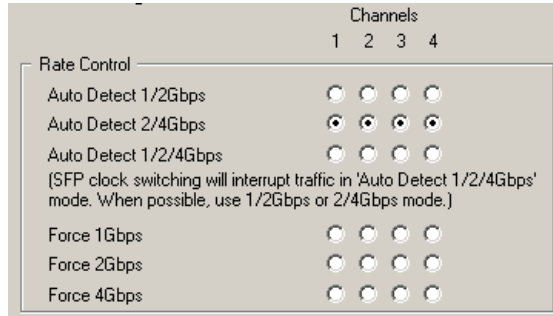 Channels
1 2 3 4
Rate Control
Auto Detect 1/2Gbps
Auto Detect 2/4Gbps
Auto Detect 1/2/4Gbps
(SFP clock switching will interrupt traffic in 'Auto Detect 1/2/4Gbps'
mode. When possible, use 1/2Gbps or 2/4Gbps mode.)
Force 1Gbps
Force 2Gbps
Force 4Gbps